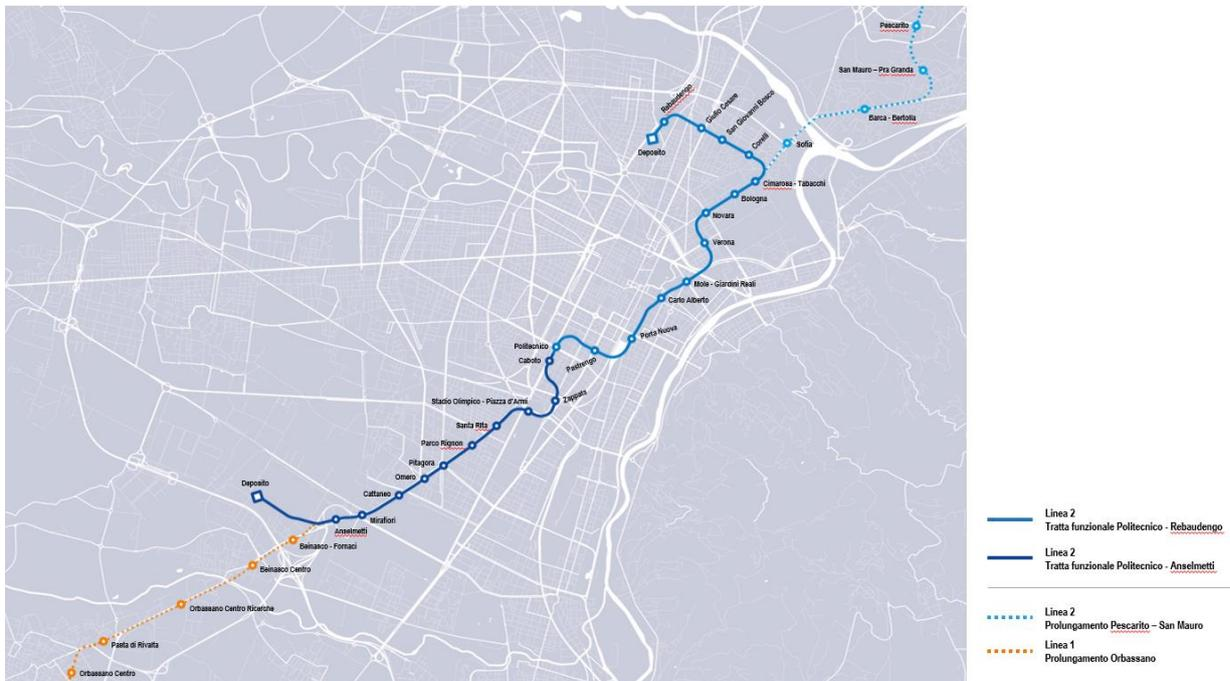 Pescarito
San Mauro – Pra Granda
Barca - Bertolla
Sofia
Rebaudengo
Giulio Cesare
San Giovanni Bosco
Corelli
Deposito
Cimarosa - Tabacchi
Bologna
Novara
Verona
Mole - Giardini Reali
Carlo Alberto
Porta Nuova
Pastrengo
Politecnico
Caboto
Zappata
Stadio Olimpico - Piazza d'Armi
Santa Rita
Parco Rignon
Pitagora
Omero
Cattaneo
Mirafiori
Anselmetti
Deposito
Beinasco - Fornaci
Beinasco Centro
Orbassano Centro Ricerche
Pasta di Rivalta
Orbassano Centro
Linea 2
Tratta funzionale Politecnico - Rebaudengo
Linea 2
Tratta funzionale Politecnico - Anselmetti
Linea 2
Prolungamento Pescarito – San Mauro
Linea 1
Prolungamento Orbassano